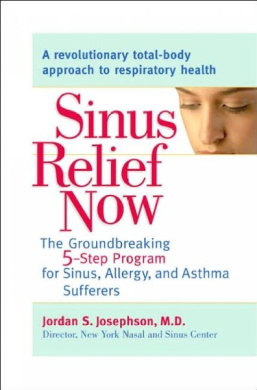 A revolutionary total-body
approach to respiratory health
Sinus
Relief
Now
The Groundbreaking
5-Step Program
for Sinus, Allergy, and Asthma
Sufferers
Jordan S. Josephson, M.D.
Director, New York Nasal and Sinus Center